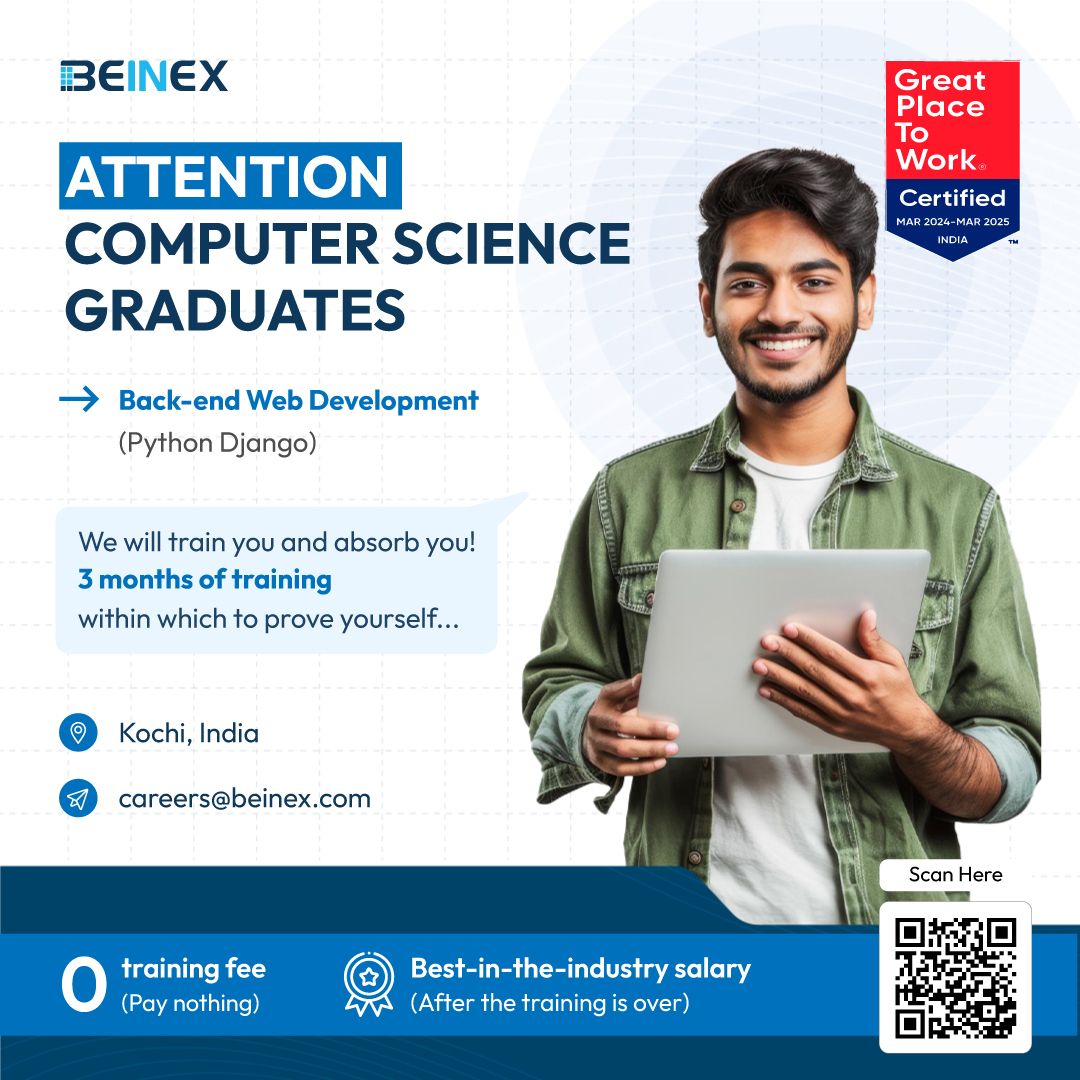 BEINEX
Great
Place
To
Work®
Certified
MAR 2024-MAR 2025
INDIA
™
ATTENTION
COMPUTER SCIENCE
GRADUATES
Back-end Web Development
(Python Django)
We will train you and absorb you!
3 months of training
within which to prove yourself...
Kochi, India
careers@beinex.com
Scan Here
0 training fee
(Pay nothing)
Best-in-the-industry salary
(After the training is over)